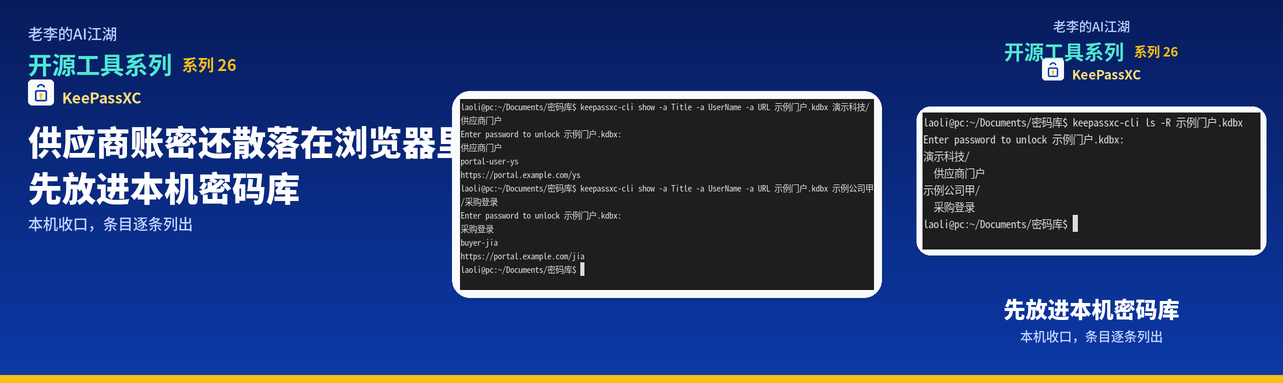 老李的AI江湖
开源工具系列 系列 26
KeePassXC
供应商账密还散落在浏览器里
先放进本机密码库
本机收口，条目逐条列出
laoli@pc:~/Documents/密码库$ keepassxc-cli show -a Title -a UserName -a URL 示例门户.kdbx 演示科技/
供应商门户
Enter password to unlock 示例门户.kdbx:
供应商门户
portal-user-ys
https://portal.example.com/ys
laoli@pc:~/Documents/密码库$ keepassxc-cli show -a Title -a UserName -a URL 示例门户.kdbx 示例公司甲
/采购登录
Enter password to unlock 示例门户.kdbx:
采购登录
buyer-jia
https://portal.example.com/jia
laoli@pc:~/Documents/密码库$
老李的AI江湖
开源工具系列 系列 26
KeePassXC
laoli@pc:~/Documents/密码库$ keepassxc-cli ls -R 示例门户.kdbx
Enter password to unlock 示例门户.kdbx:
演示科技/
供应商门户
示例公司甲/
采购登录
laoli@pc:~/Documents/密码库$
先放进本机密码库
本机收口，条目逐条列出